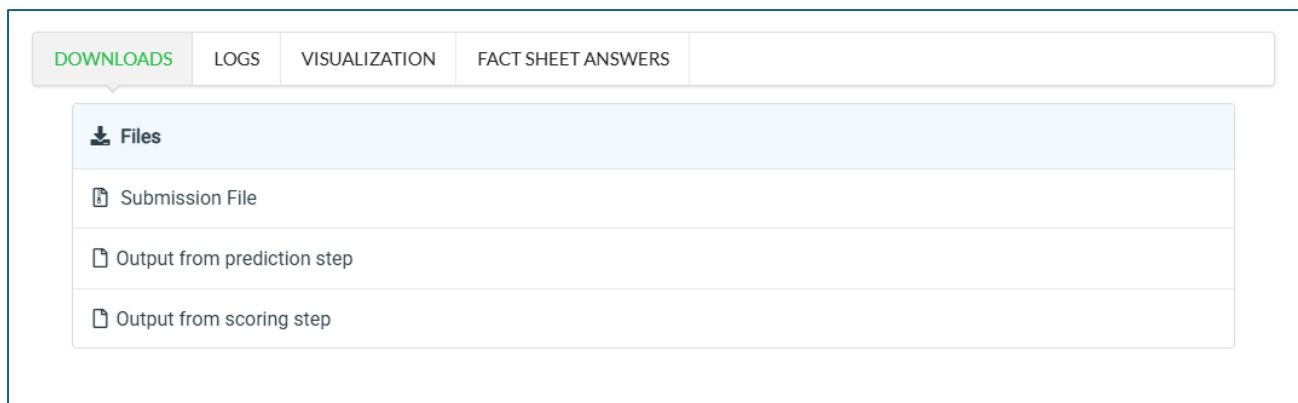 DOWNLOADS LOGS VISUALIZATION FACT SHEET ANSWERS
Files
Submission File
Output from prediction step
Output from scoring step